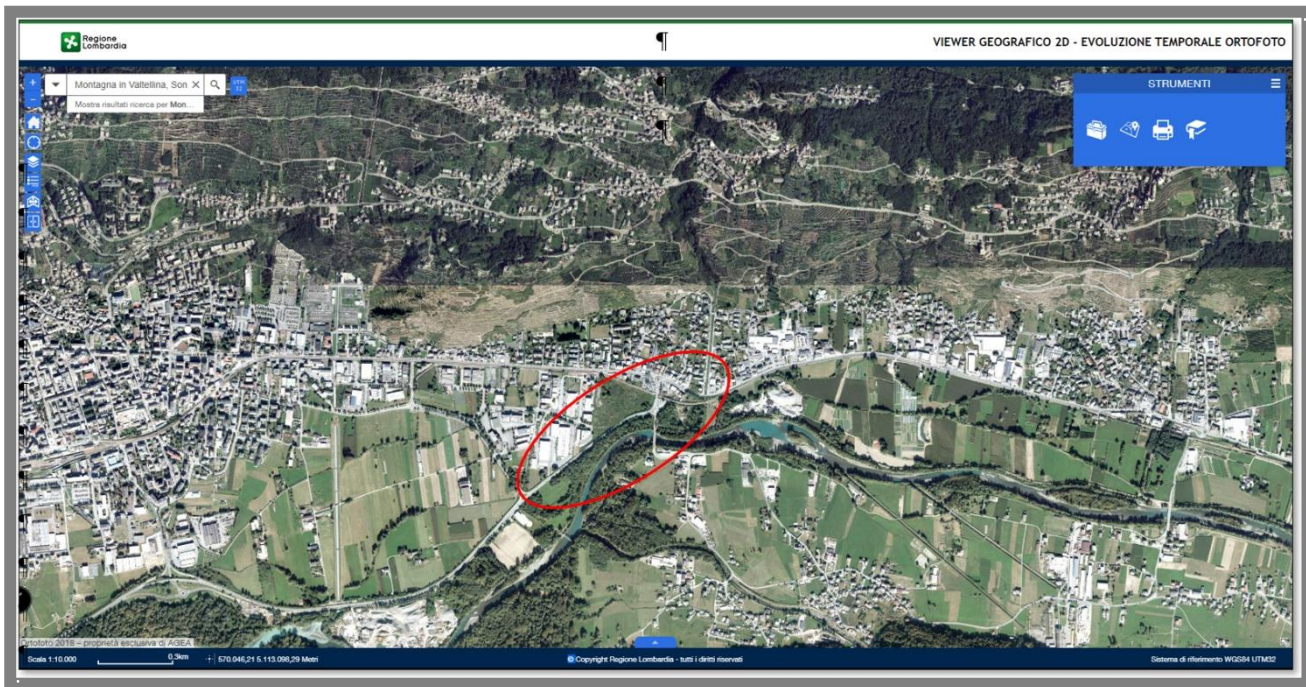 Regione
Lombardia
¶
VIEWER GEOGRAFICO 2D - EVOLUZIONE TEMPORALE ORTOFOTO
+
Montagna in Valtellina, Son ×
UTM
32
STRUMENTI
¶
−
Mostra risultati ricerca per Mon...
¶
Ortofoto 2018 – proprietà esclusiva di AGEA
Scala 1:10.000
0,3km
570.046,21 5.113.098,29 Metri
© Copyright Regione Lombardia - tutti i diritti riservati
Sistema di riferimento WGS84 UTM32